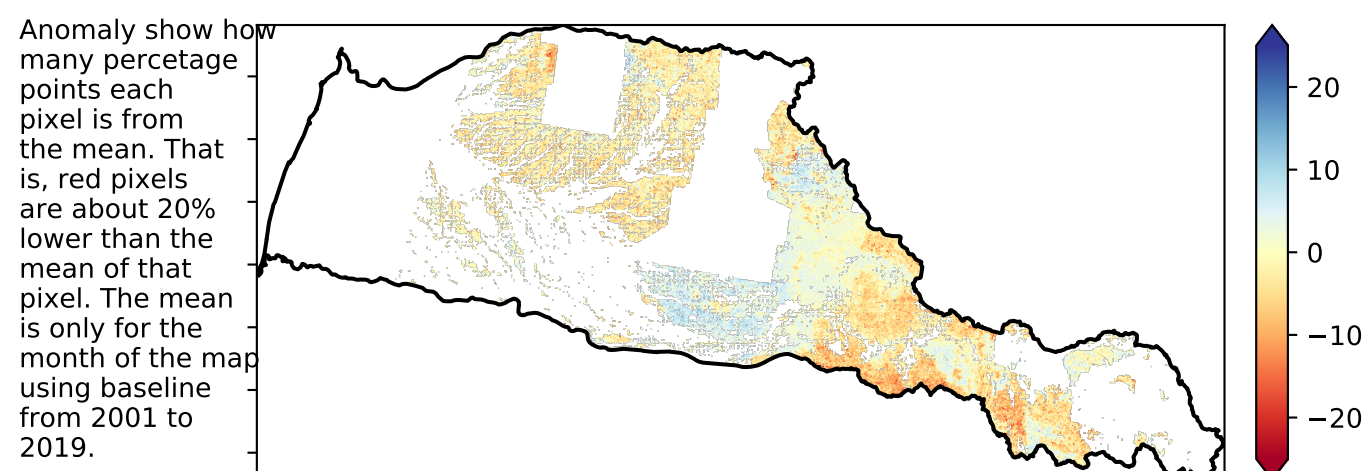 Anomaly show how
many percetage
points each
pixel is from
the mean. That
is, red pixels
are about 20%
lower than the
mean of that
pixel. The mean
is only for the
month of the map
using baseline
from 2001 to
2019.
20
10
0
−10
−20